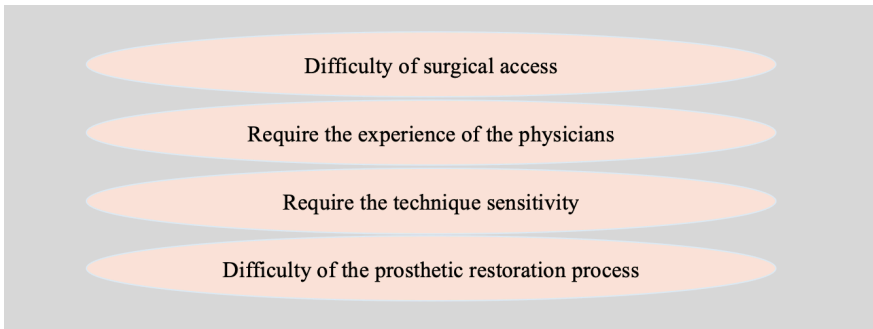 Difficulty of surgical access
Require the experience of the physicians
Require the technique sensitivity
Difficulty of the prosthetic restoration process